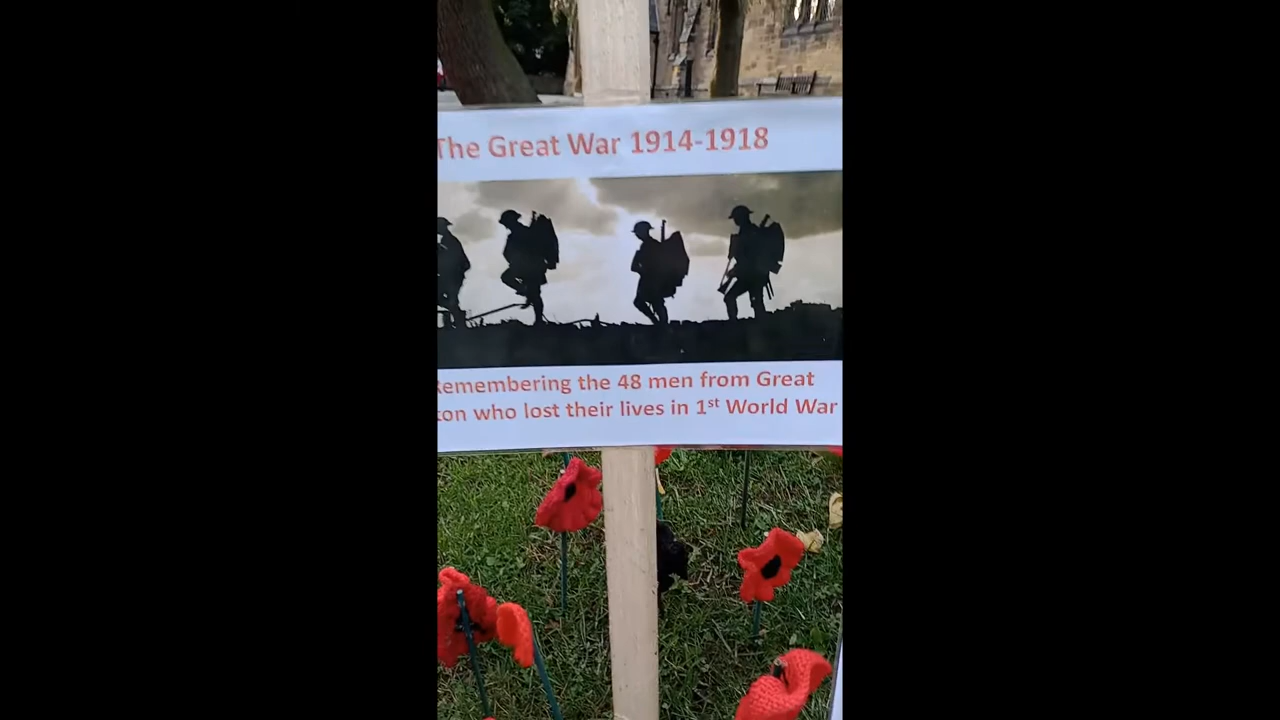 The Great War 1914-1918
Remembering the 48 men from Great
ton who lost their lives in 1st World War